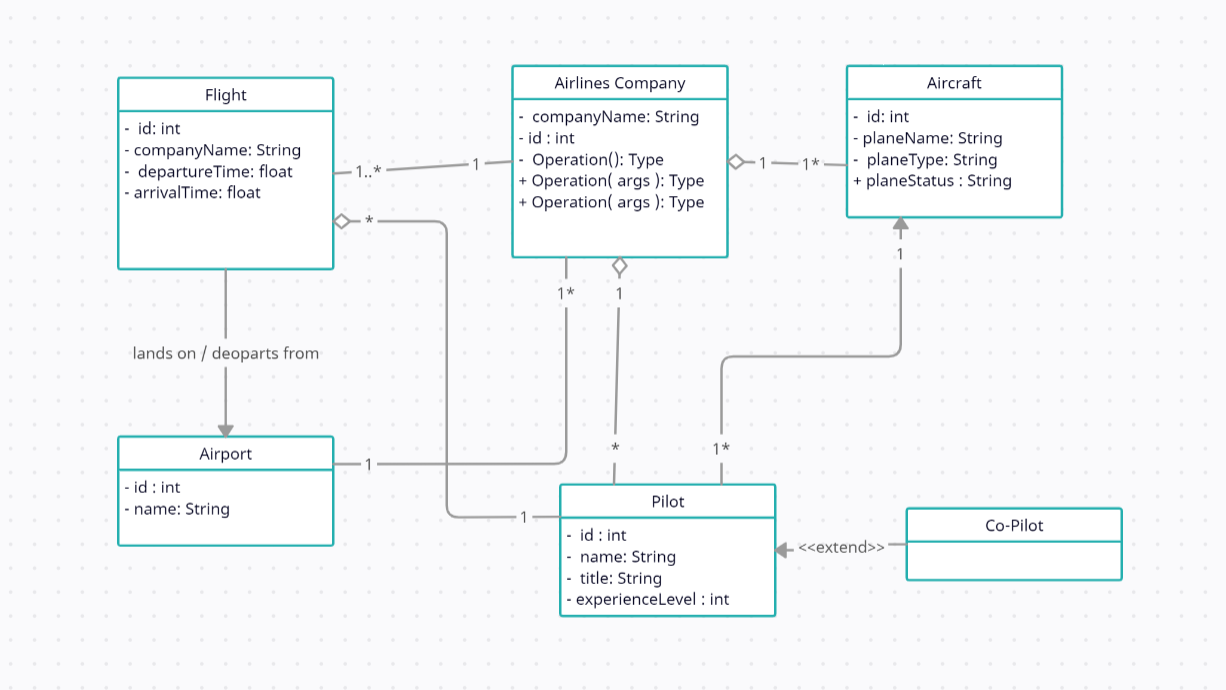 Flight
-  id: int
- companyName: String
-  departureTime: float
- arrivalTime: float
Airlines Company
-  companyName: String
- id : int
-  Operation(): Type
+ Operation( args ): Type
+ Operation( args ): Type
Aircraft
-  id: int
- planeName: String
-  planeType: String
+ planeStatus : String
1..*
1
1
1*
*
1
1*
1
lands on / deoparts from
*
1*
Airport
- id : int
- name: String
1
1
Pilot
-  id : int
-  name: String
-  title: String
- experienceLevel : int
<<extend>>
Co-Pilot